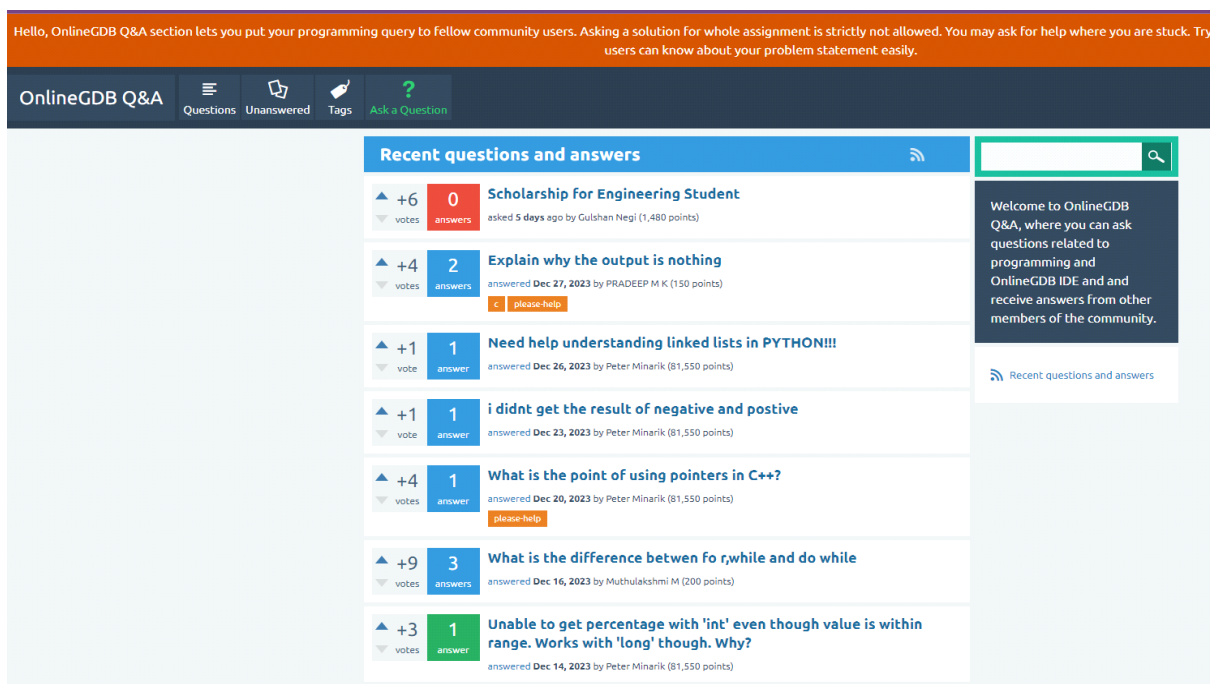 Hello, OnlineGDB Q&A section lets you put your programming query to fellow community users. Asking a solution for whole assignment is strictly not allowed. You may ask for help where you are stuck. Try
users can know about your problem statement easily.
OnlineGDB Q&A
Questions
Unanswered
Tags
?
Ask a Question
Recent questions and answers
+6
votes
0
answers
Scholarship for Engineering Student
asked 5 days ago by Gulshan Negi (1,480 points)
+4
votes
2
answers
Explain why the output is nothing
answered Dec 27, 2023 by PRADEEP M K (150 points)
c please-help
+1
vote
1
answer
Need help understanding linked lists in PYTHON!!!
answered Dec 26, 2023 by Peter Minarik (81,550 points)
+1
vote
1
answer
i didnt get the result of negative and postive
answered Dec 23, 2023 by Peter Minarik (81,550 points)
+4
votes
1
answer
What is the point of using pointers in C++?
answered Dec 20, 2023 by Peter Minarik (81,550 points)
please-help
+9
votes
3
answers
What is the difference betwen fo r,while and do while
answered Dec 16, 2023 by Muthulakshmi M (200 points)
+3
votes
1
answer
Unable to get percentage with 'int' even though value is within
range. Works with 'long' though. Why?
answered Dec 14, 2023 by Peter Minarik (81,550 points)
Welcome to OnlineGDB
Q&A, where you can ask
questions related to
programming and
OnlineGDB IDE and and
receive answers from other
members of the community.
Recent questions and answers